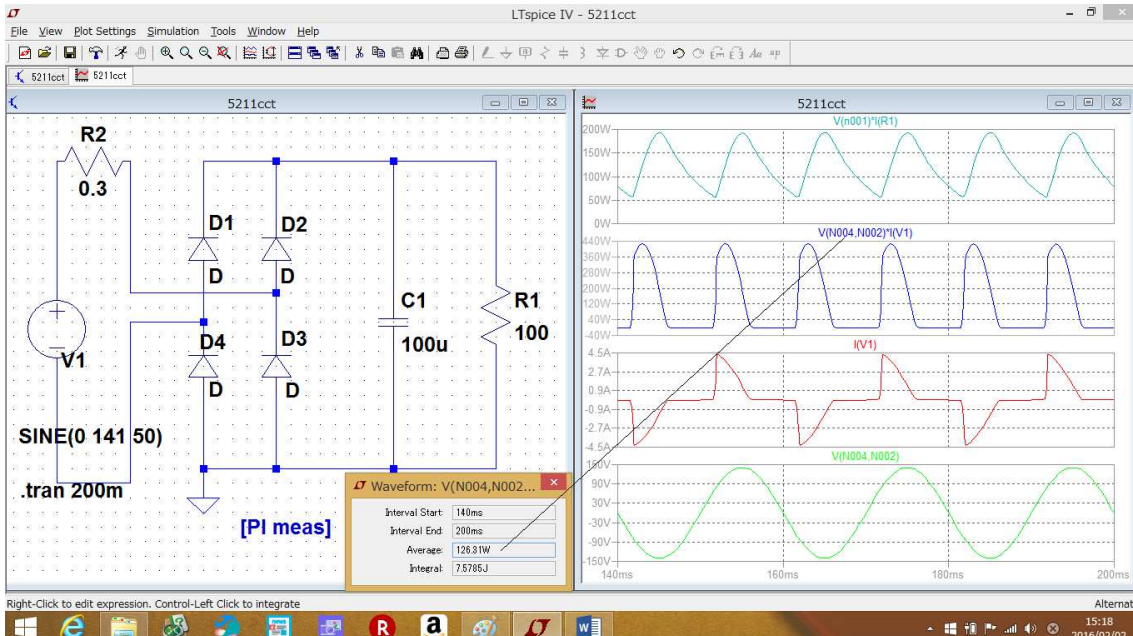 LTspice IV - 5211cct
File View Plot Settings Simulation Tools Window Help
5211cct 5211cct
5211cct
R2
0.3
D1
D
D2
D
C1
100u
R1
100
D4
D
D3
D
V1
SINE(0 141 50)
.tran 200m
[PI meas]
5211cct
V(n001)*I(R1)
200W
150W
100W
50W
0W
V(N004,N002)*I(V1)
440W
360W
280W
200W
120W
40W
-40W
I(V1)
4.5A
2.7A
0.9A
-0.9A
-2.7A
-4.5A
V(N004,N002)
150V
90V
30V
-30V
-90V
-150V
140ms 160ms 180ms 200ms
Waveform: V(N004,N002...
Interval Start: 140ms
Interval End: 200ms
Average: 126.31W
Integral: 7.5785J
Right-Click to edit expression. Control-Left Click to integrate
Alternat
15:18
2016/02/02